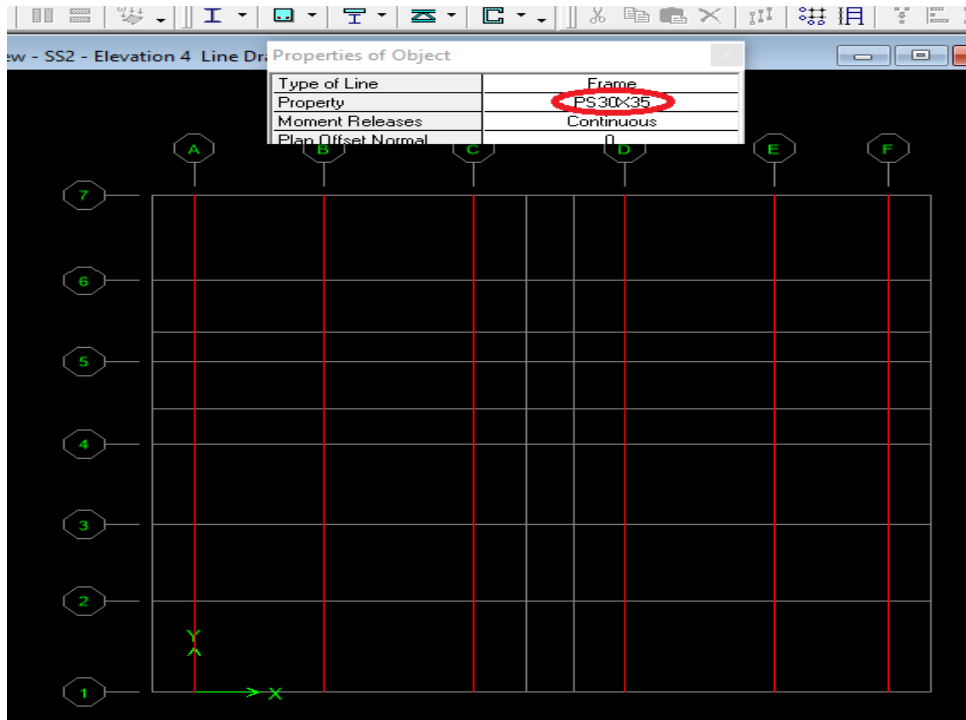 ew - SS2 - Elevation 4 Line Dr
Properties of Object
Type of Line Frame
Property PS30X35
Moment Releases Continuous
Plan Offset Normal 0
A B C D E F
7
6
5
4
3
2
Y
1
X